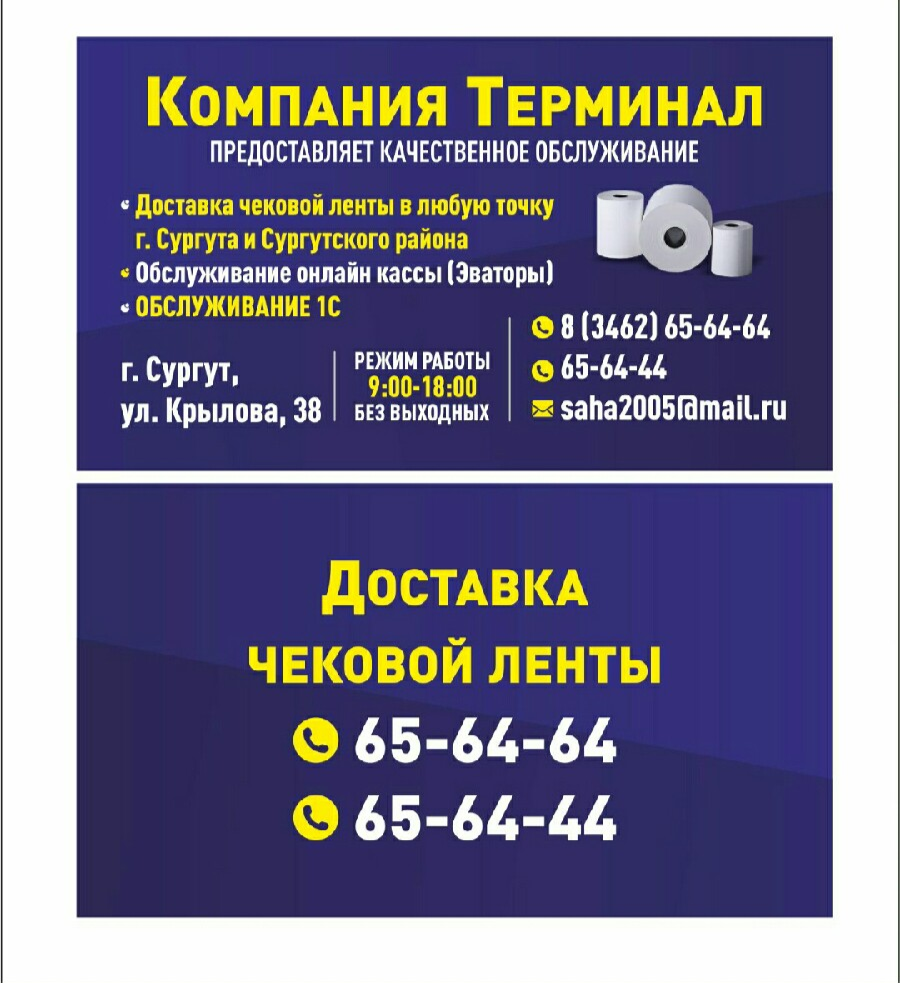 Компания Терминал
ПРЕДОСТАВЛЯЕТ КАЧЕСТВЕННОЕ ОБСЛУЖИВАНИЕ
Доставка чековой ленты в любую точку
г. Сургута и Сургутского района
Обслуживание онлайн кассы (Эваторы)
ОБСЛУЖИВАНИЕ 1С
г. Сургут,
ул. Крылова, 38
РЕЖИМ РАБОТЫ
9:00-18:00
БЕЗ ВЫХОДНЫХ
8 (3462) 65-64-64
65-64-44
saha2005@mail.ru
Доставка
чековой ленты
65-64-64
65-64-44